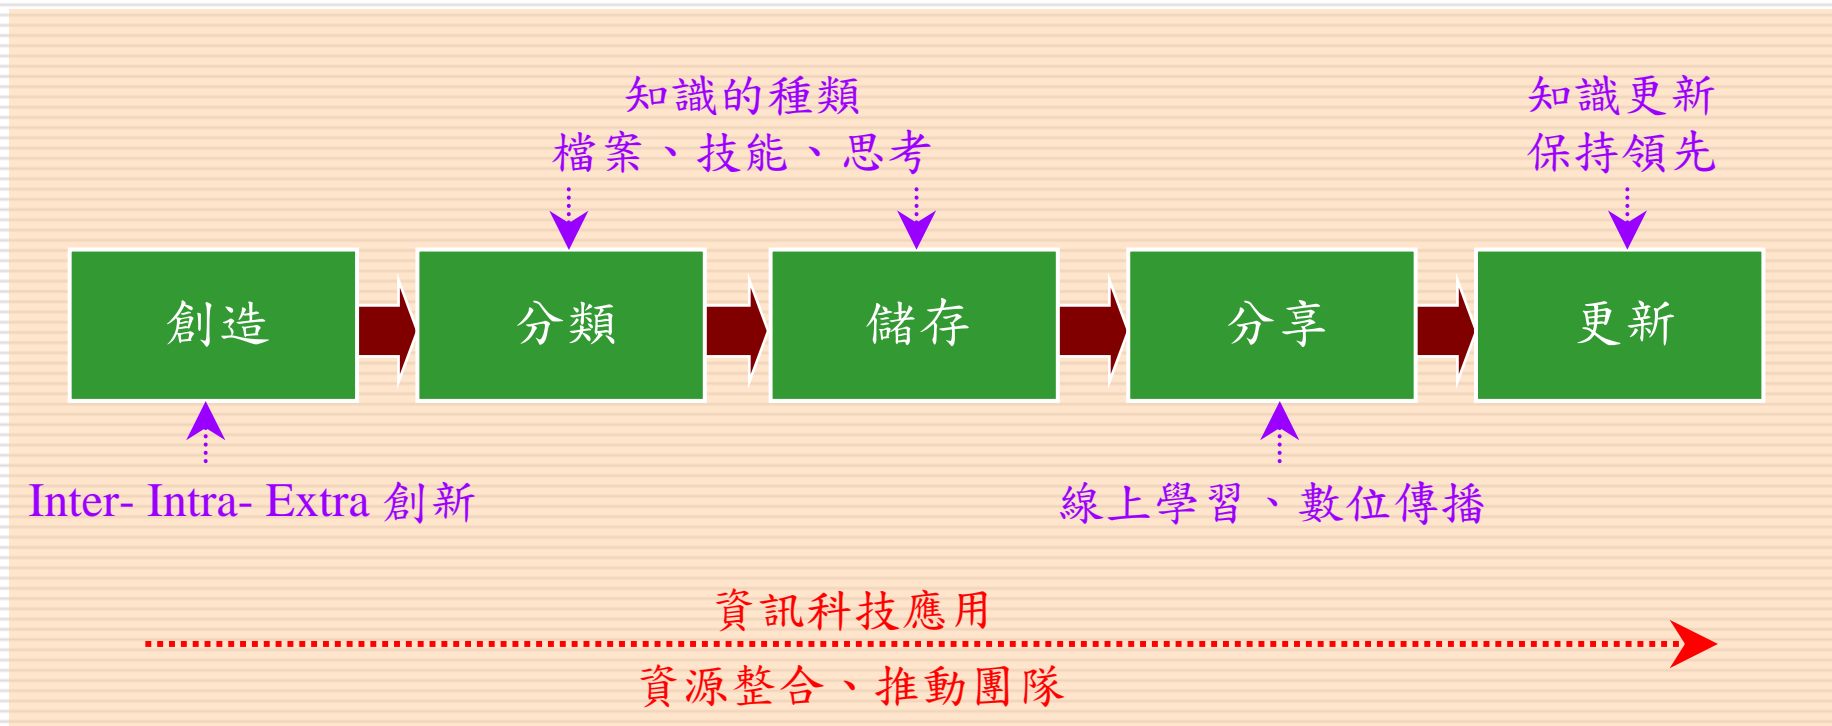 知識的種類
檔案、技能、思考
知識更新
保持領先
創造
分類
儲存
分享
更新
Inter- Intra- Extra 創新
線上學習、數位傳播
資訊科技應用
資源整合、推動團隊